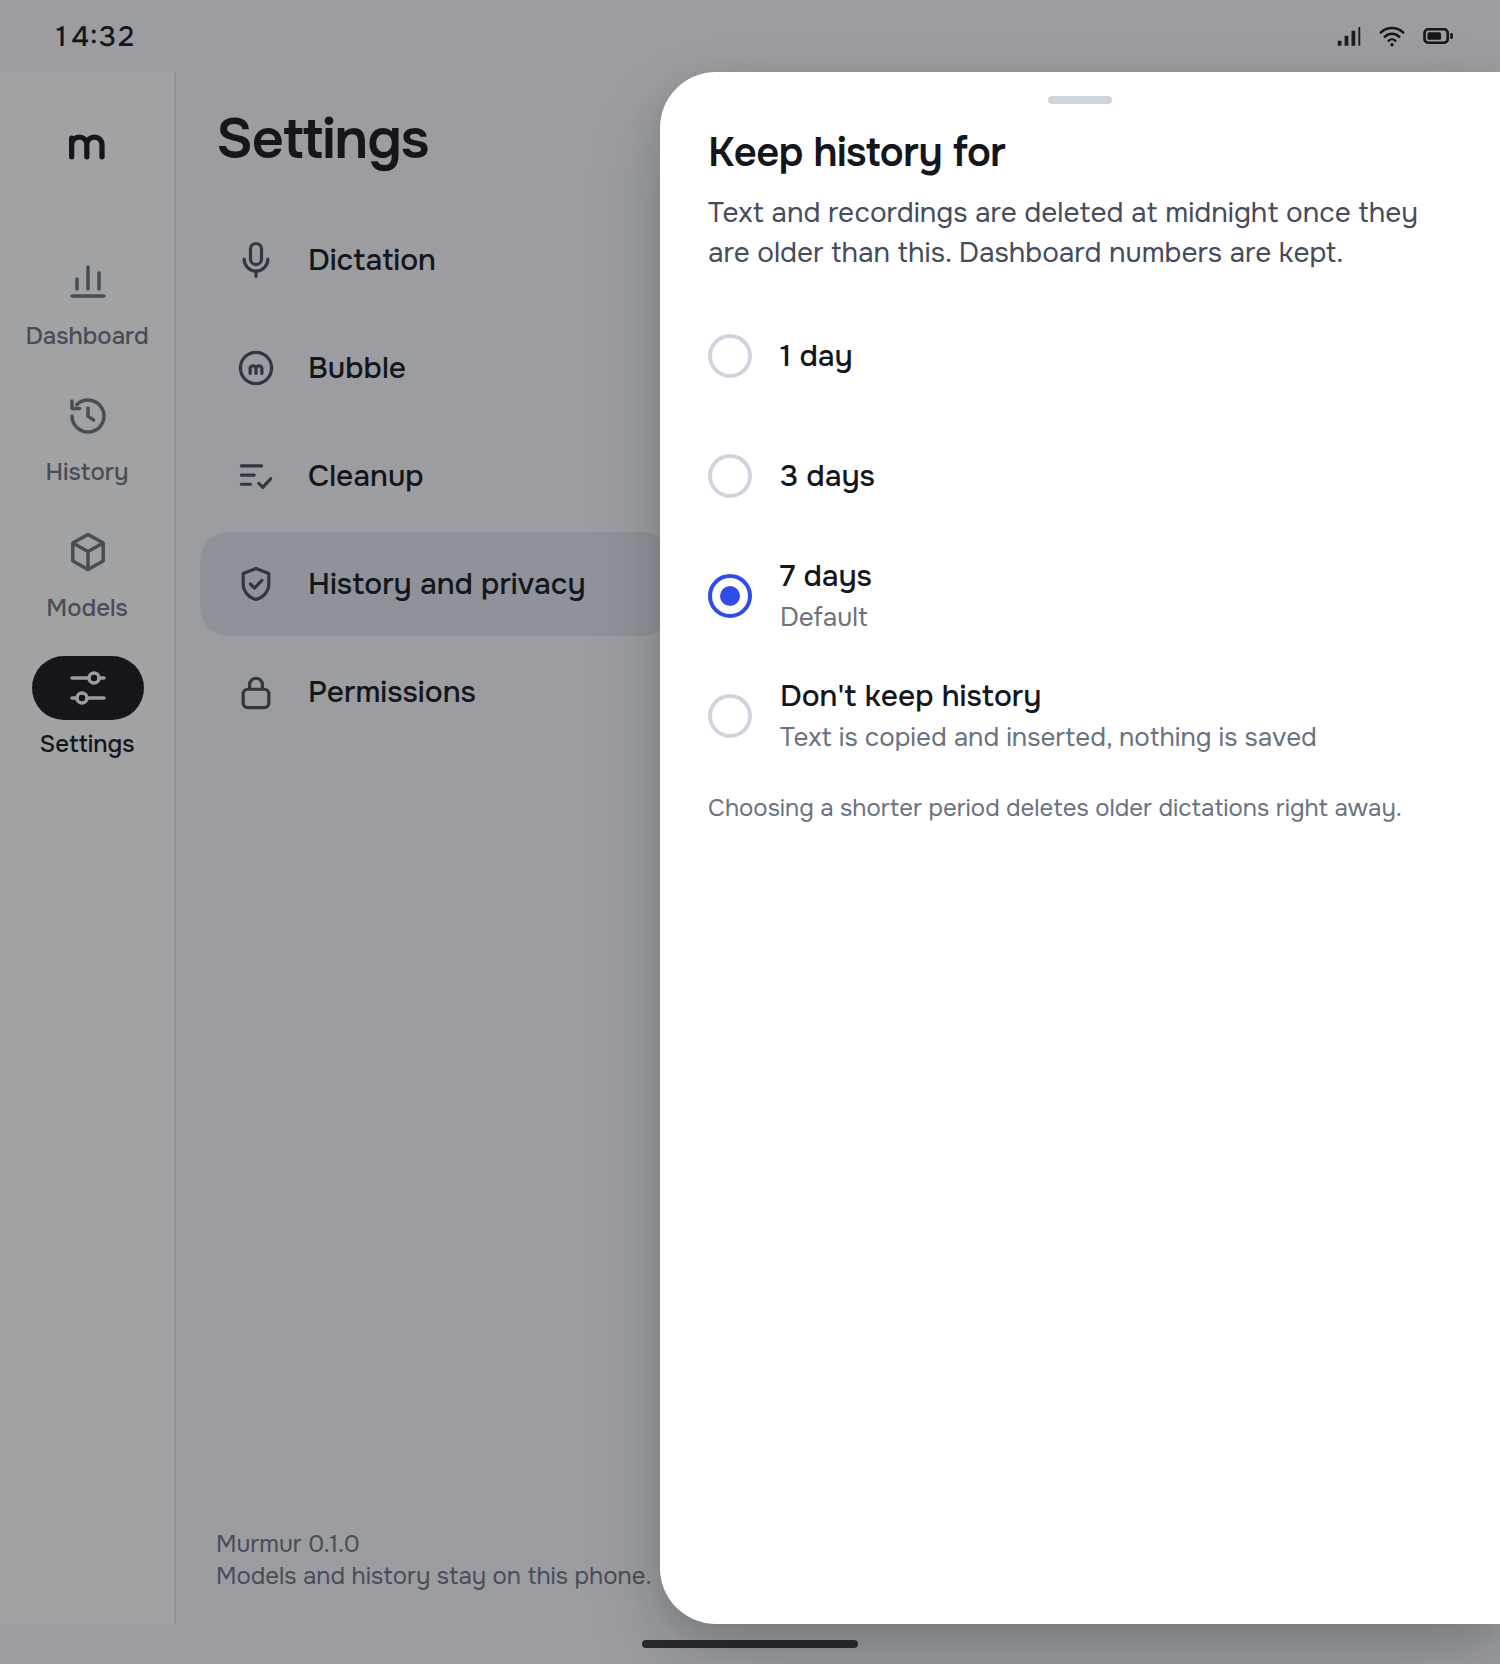 14:32
m
Dashboard
History
Models
Settings
Settings
Dictation
Bubble
Cleanup
History and privacy
Permissions
Murmur 0.1.0
Models and history stay on this phone.
Keep history for
Text and recordings are deleted at midnight once they
are older than this. Dashboard numbers are kept.
1 day
3 days
7 days
Default
Don't keep history
Text is copied and inserted, nothing is saved
Choosing a shorter period deletes older dictations right away.